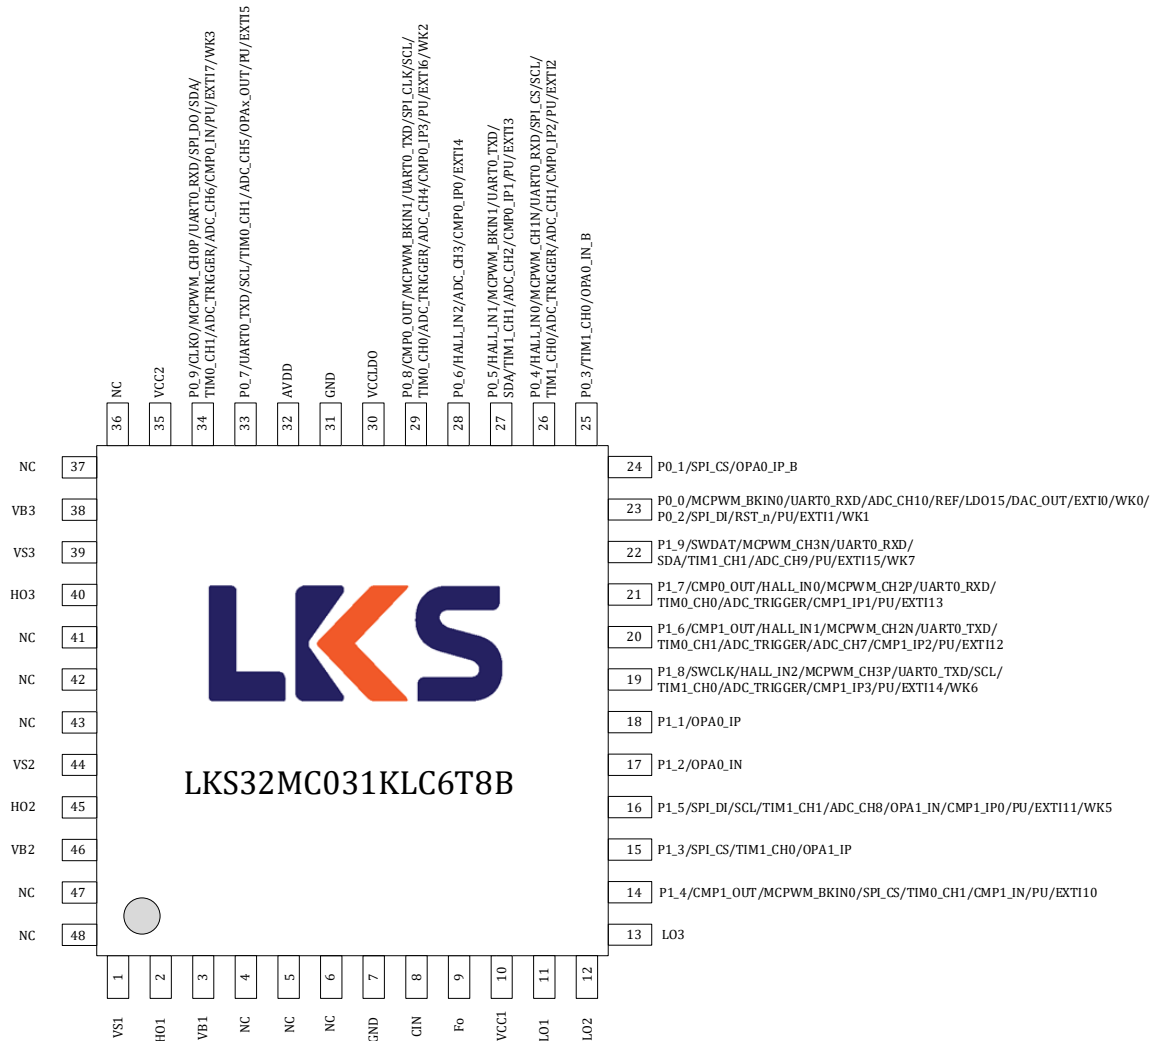 P0_9/CLKO/MCPWM_CH0P/UART0_RXD/SPI_DO/SDA/
TIM0_CH1/ADC_TRIGGER/ADC_CH6/CMP0_IN/PU/EXTI7/WK3
P0_7/UART0_TXD/SCL/TIM0_CH1/ADC_CH5/OPAx_OUT/PU/EXTI5
P0_8/CMP0_OUT/MCPWM_BKIN1/UART0_TXD/SPI_CLK/SCL/
TIM0_CH0/ADC_TRIGGER/ADC_CH4/CMP0_IP3/PU/EXTI6/WK2
P0_6/HALL_IN2/ADC_CH3/CMP0_IP0/EXTI4
P0_5/HALL_IN1/MCPWM_BKIN1/UART0_TXD/
SDA/TIM1_CH1/ADC_CH2/CMP0_IP1/PU/EXTI3
P0_4/HALL_IN0/MCPWM_CH1N/UART0_RXD/SPI_CS/SCL/
TIM1_CH0/ADC_TRIGGER/ADC_CH1/CMP0_IP2/PU/EXTI2
P0_3/TIM1_CH0/OPA0_IN_B
NC
VCC2
AVDD
GND
VCCLDO
36
35
34
33
32
31
30
29
28
27
26
25
NC 37
VB3 38
VS3 39
HO3 40
NC 41
NC 42
NC 43
VS2 44
HO2 45
VB2 46
NC 47
NC 48
LKS
LKS32MC031KLC6T8B
24 P0_1/SPI_CS/OPA0_IP_B
23 P0_0/MCPWM_BKIN0/UART0_RXD/ADC_CH10/REF/LDO15/DAC_OUT/EXTI0/WK0/
P0_2/SPI_DI/RST_n/PU/EXTI1/WK1
22 P1_9/SWDAT/MCPWM_CH3N/UART0_RXD/
SDA/TIM1_CH1/ADC_CH9/PU/EXTI15/WK7
21 P1_7/CMP0_OUT/HALL_IN0/MCPWM_CH2P/UART0_RXD/
TIM0_CH0/ADC_TRIGGER/CMP1_IP1/PU/EXTI13
20 P1_6/CMP1_OUT/HALL_IN1/MCPWM_CH2N/UART0_TXD/
TIM0_CH1/ADC_TRIGGER/ADC_CH7/CMP1_IP2/PU/EXTI12
19 P1_8/SWCLK/HALL_IN2/MCPWM_CH3P/UART0_TXD/SCL/
TIM1_CH0/ADC_TRIGGER/CMP1_IP3/PU/EXTI14/WK6
18 P1_1/OPA0_IP
17 P1_2/OPA0_IN
16 P1_5/SPI_DI/SCL/TIM1_CH1/ADC_CH8/OPA1_IN/CMP1_IP0/PU/EXTI11/WK5
15 P1_3/SPI_CS/TIM1_CH0/OPA1_IP
14 P1_4/CMP1_OUT/MCPWM_BKIN0/SPI_CS/TIM0_CH1/CMP1_IN/PU/EXTI10
13 LO3
1
2
3
4
5
6
7
8
9
10
11
12
VS1
HO1
VB1
NC
NC
NC
GND
CIN
Fo
VCC1
LO1
LO2